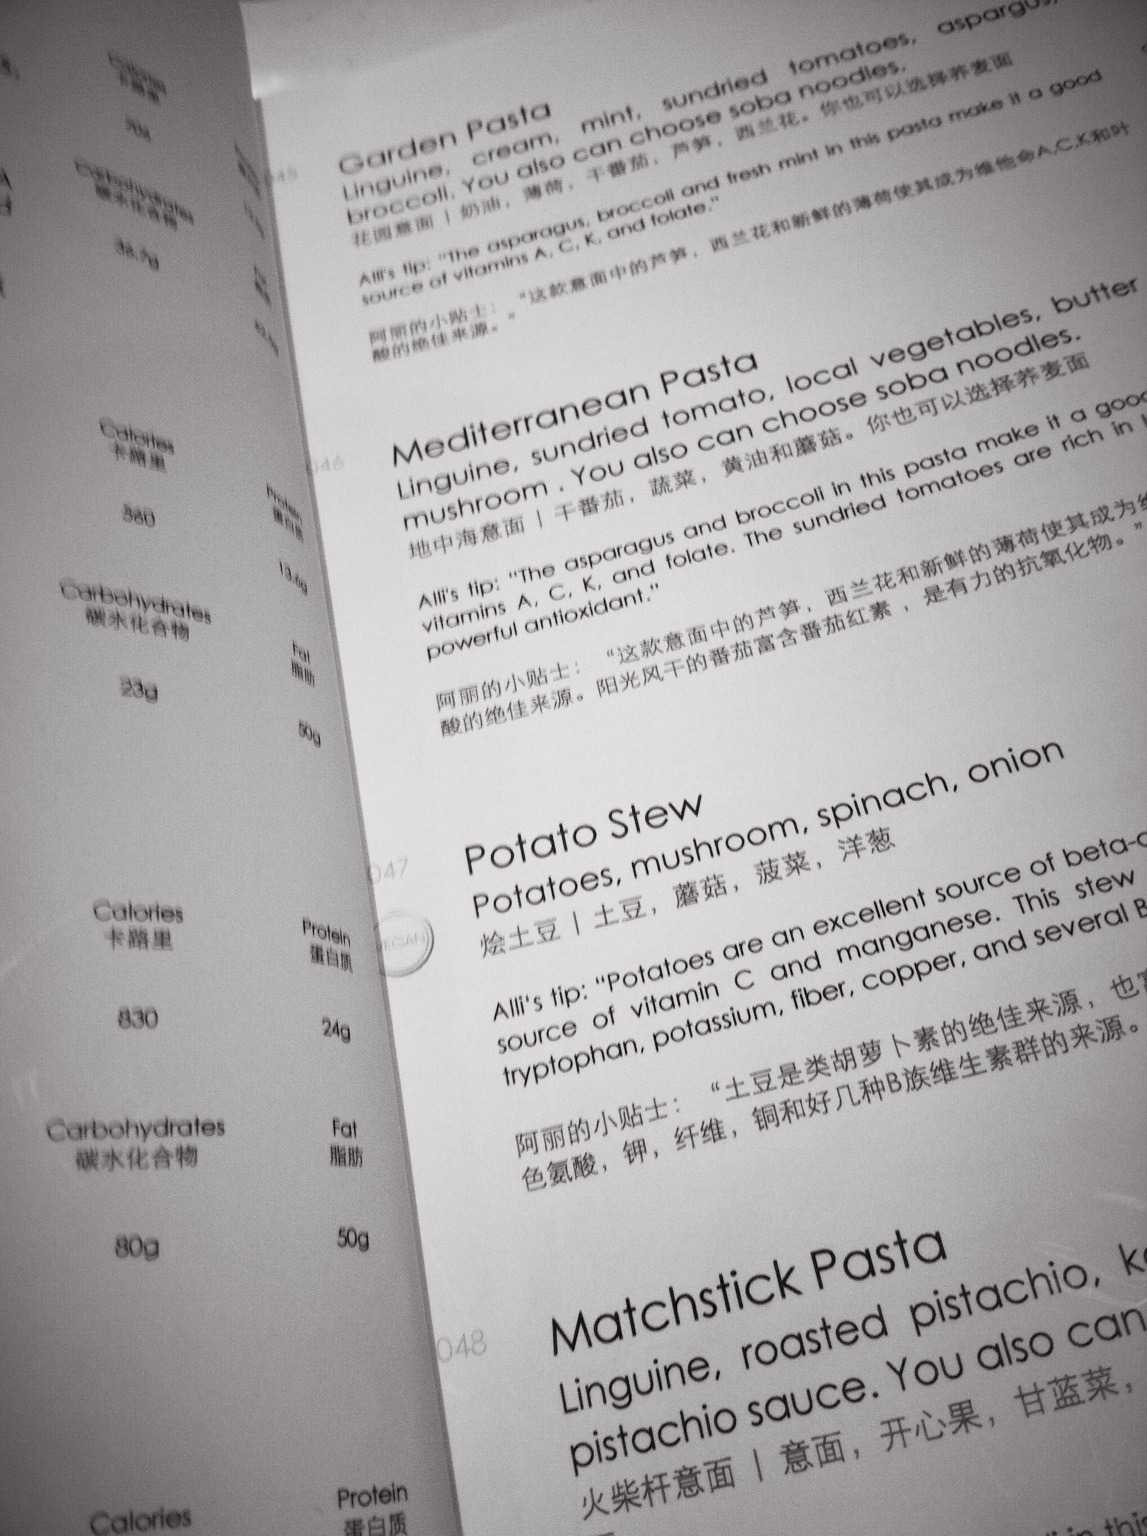 Calories
卡路里
Carbohydrates
碳水化合物
38.7g
Calories
卡路里
880
Carbohydrates
碳水化合物
23g
Protein
蛋白质
13.6g
Fat
脂肪
50g
Calories
卡路里
830
Carbohydrates
碳水化合物
80g
Protein
蛋白质
24g
Fat
脂肪
50g
Calories
Protein
蛋白质
Garden Pasta
Linguine, cream, mint, sundried tomatoes, aspargus,
broccoli. You also can choose soba noodles.
花园意面 | 奶油，薄荷，干番茄，芦笋，西兰花。你也可以选择荞麦面
Alli's tip: "The asparagus, broccoli and fresh mint in this pasta make it a good
source of vitamins A, C, K, and folate."
阿丽的小贴士： “这款意面中的芦笋，西兰花和新鲜的薄荷使其成为维他命A,C,K和叶
酸的绝佳来源。”
046
Mediterranean Pasta
Linguine, sundried tomato, local vegetables, butter
mushroom . You also can choose soba noodles.
地中海意面 | 干番茄，蔬菜，黄油和蘑菇。你也可以选择荞麦面
Alli's tip: "The asparagus and broccoli in this pasta make it a good
vitamins A, C, K, and folate. The sundried tomatoes are rich in
powerful antioxidant."
阿丽的小贴士： “这款意面中的芦笋，西兰花和新鲜的薄荷使其成为
酸的绝佳来源。阳光风干的番茄富含番茄红素，是有力的抗氧化物。”
047
Potato Stew
Potatoes, mushroom, spinach, onion
烩土豆 | 土豆，蘑菇，菠菜，洋葱
VEGAN
Alli's tip: "Potatoes are an excellent source of beta-
source of vitamin C and manganese. This stew
tryptophan, potassium, fiber, copper, and several B
阿丽的小贴士： “土豆是类胡萝卜素的绝佳来源，也
色氨酸，钾，纤维，铜和好几种B族维生素群的来源。
048
Matchstick Pasta
Linguine, roasted pistachio,
pistachio sauce. You also can
火柴杆意面 | 意面，开心果，甘蓝菜，
in this